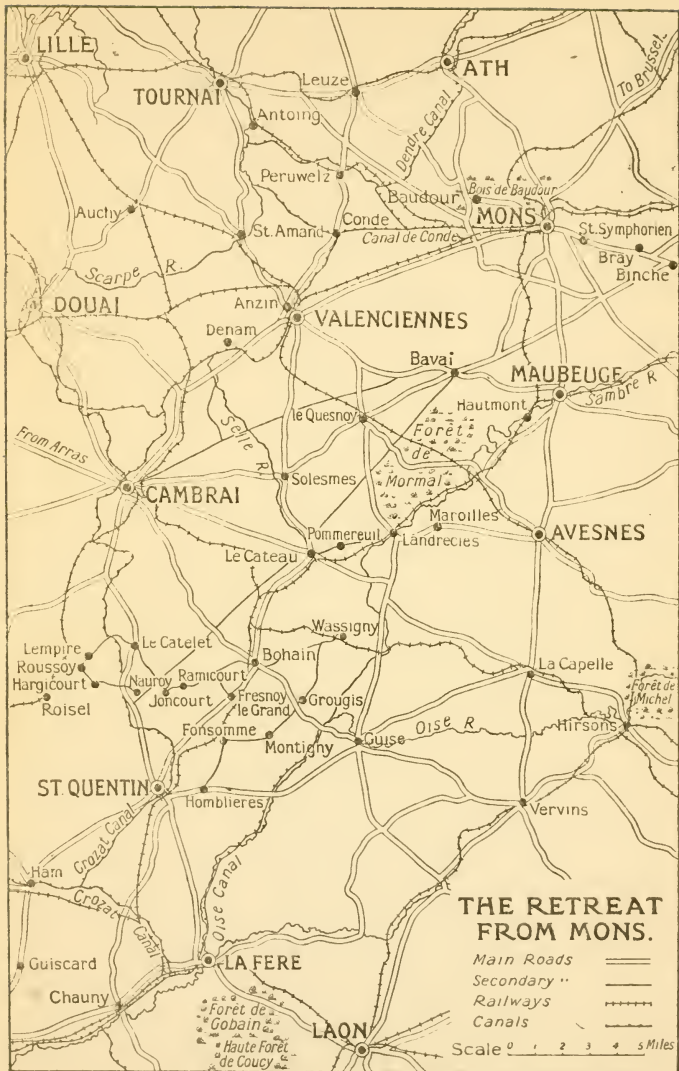 LILLE
ATH
To Brussels
TOURNAI
Leuze
Antoing
Dendre Canal
Peruwelz
Baudour
Bois de Baudour
Auchy
St. Amand
Conde
Canal de Conde
MONS
St. Symphorien
Bray
Binche
Scarpe R.
DOUAI
Anzin
VALENCIENNES
Denam
Bavai
MAUBEUGE
Sambre R
Hautmont
Selle R.
le Quesnoy
Forêt
de
Mormal
From Arras
CAMBRAI
Solesmes
Maroilles
AVESNES
Pommereuil
Landrecies
Le Cateau
Wassigny
Lempire
Le Catelet
Roussoy
Bohain
La Capelle
Hargicourt
Nauroy
Ramicourt
Roisel
Joncourt
Fresnoy
le Grand
Grougis
Forêt de
Michel
Fonsomme
Oise R
Hirsons
Montigny
Guise
ST. QUENTIN
Homblieres
Vervins
Crozat Canal
Ham
Crozat
Canal
Oise Canal
Guiscard
LA FERE
Chauny
Forêt de
Gobain
Haute Forêt
de Coucy
LAON
THE RETREAT
FROM MONS.
Main Roads
Secondary "
Railways
Canals
Scale 0 1 2 3 4 5 Miles